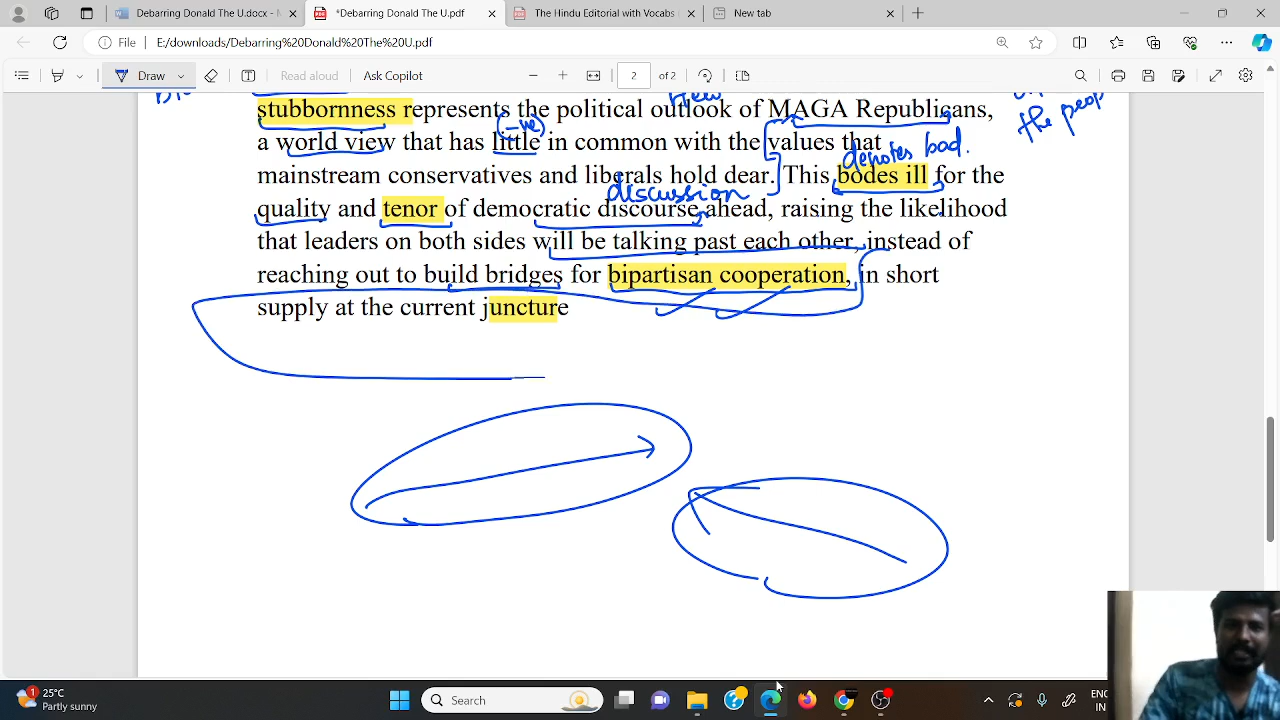 Debarring Donald The U.docx - M
*Debarring Donald The U.pdf
The Hindu Editorial with Vocabs
New tab
File
E:/downloads/Debarring%20Donald%20The%20U.pdf
Draw
Read aloud
Ask Copilot
2
of 2
the peop
stubbornness represents the political outlook of MAGA Republicans,
(-ve)
a world view that has little in common with the values that
denotes bad.
mainstream conservatives and liberals hold dear. This bodes ill for the
discussion
quality and tenor of democratic discourse ahead, raising the likelihood
that leaders on both sides will be talking past each other, instead of
reaching out to build bridges for bipartisan cooperation, in short
supply at the current juncture
1
25°C
Partly sunny
Search
ENG
IN